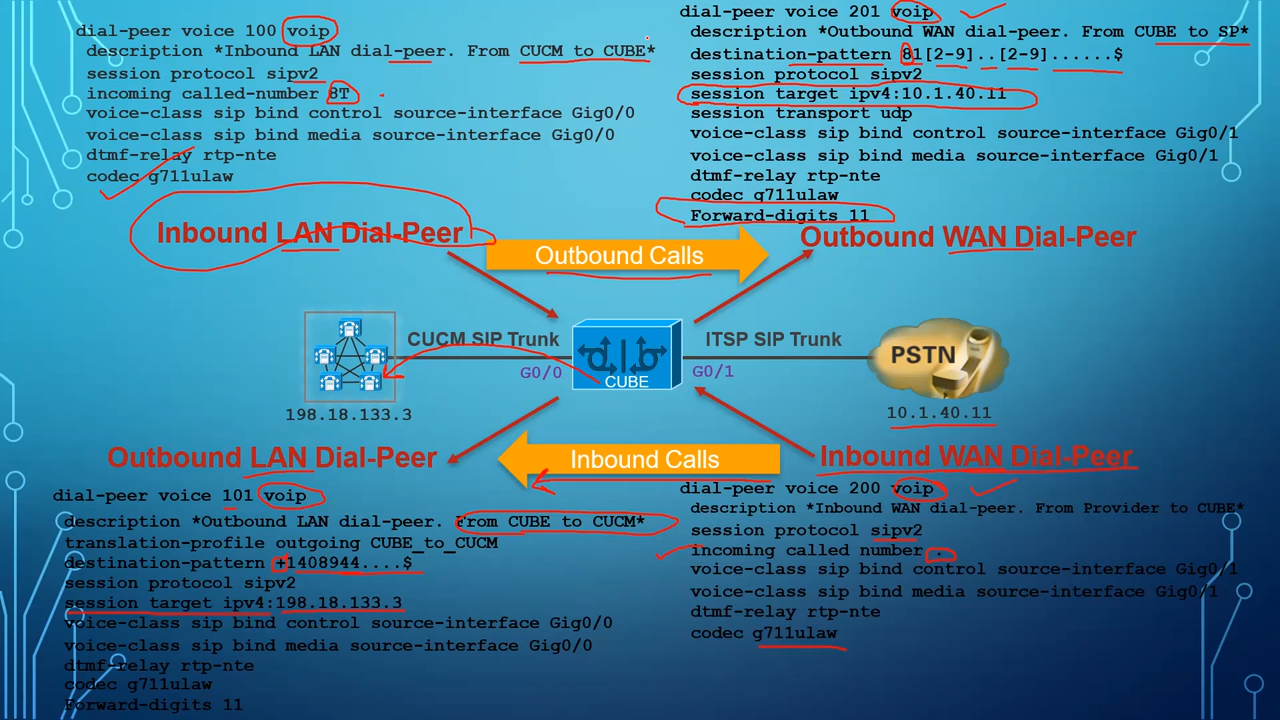 dial-peer voice 100 voip
description *Inbound LAN dial-peer. From CUCM to CUBE*
session protocol sipv2
incoming called-number 8T
voice-class sip bind control source-interface Gig0/0
voice-class sip bind media source-interface Gig0/0
dtmf-relay rtp-nte
codec g711ulaw
Inbound LAN Dial-Peer
dial-peer voice 201 voip
description *Outbound WAN dial-peer. From CUBE to SP*
destination-pattern 81[2-9]..[2-9]......$
session protocol sipv2
session target ipv4:10.1.40.11
session transport udp
voice-class sip bind control source-interface Gig0/1
voice-class sip bind media source-interface Gig0/1
dtmf-relay rtp-nte
codec g711ulaw
Forward-digits 11
Outbound WAN Dial-Peer
Outbound Calls
CUCM SIP Trunk
ITSP SIP Trunk
G0/0
G0/1
CUBE
PSTN
198.18.133.3
10.1.40.11
Outbound LAN Dial-Peer
Inbound Calls
Inbound WAN Dial-Peer
dial-peer voice 101 voip
description *Outbound LAN dial-peer. From CUBE to CUCM*
translation-profile outgoing CUBE_to_CUCM
destination-pattern +1408944....$
session protocol sipv2
session target ipv4:198.18.133.3
voice-class sip bind control source-interface Gig0/0
voice-class sip bind media source-interface Gig0/0
dtmf-relay rtp-nte
codec g711ulaw
Forward-digits 11
dial-peer voice 200 voip
description *Inbound WAN dial-peer. From Provider to CUBE*
session protocol sipv2
incoming called number .
voice-class sip bind control source-interface Gig0/1
voice-class sip bind media source-interface Gig0/1
dtmf-relay rtp-nte
codec g711ulaw